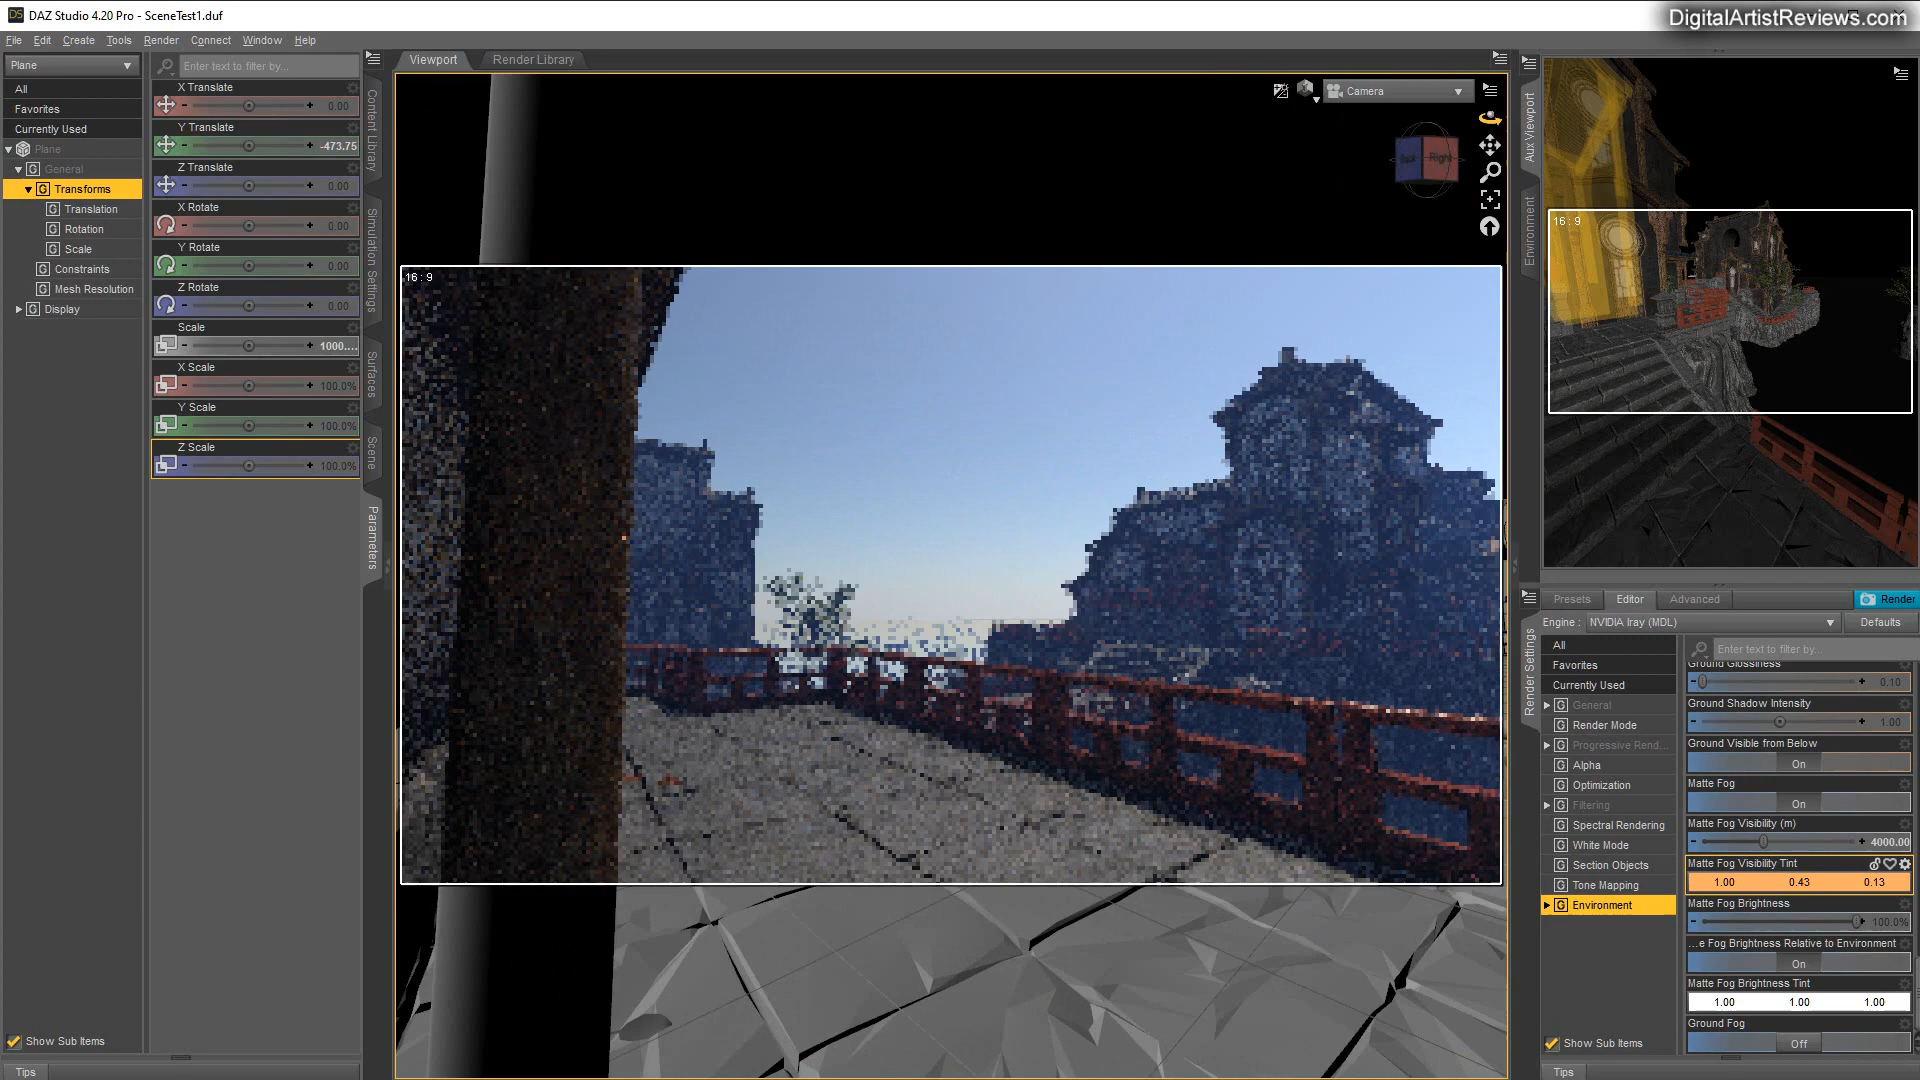 DS DAZ Studio 4.20 Pro - SceneTest1.duf
DigitalArtistReviews.com
File Edit Create Tools Render Connect Window Help
Plane
All
Favorites
Currently Used
Plane
General
G Transforms
G Translation
G Rotation
G Scale
G Constraints
G Mesh Resolution
G Display
Show Sub Items
Tips
Enter text to filter by...
X Translate
0.00
Y Translate
-473.75
Z Translate
0.00
X Rotate
0.00
Y Rotate
0.00
Z Rotate
0.00
Scale
1000....
X Scale
100.0%
Y Scale
100.0%
Z Scale
100.0%
Content Library
Simulation Settings
Surfaces
Scene
Parameters
Viewport Render Library
Camera
Right
16 : 9
Aux Viewport
Environment
16 : 9
Render Settings
Presets Editor Advanced Render
Engine : NVIDIA Iray (MDL) Defaults
All
Favorites
Currently Used
G General
G Render Mode
G Progressive Rend...
G Alpha
G Optimization
G Filtering
G Spectral Rendering
G White Mode
G Section Objects
G Tone Mapping
G Environment
Show Sub Items
Tips
Enter text to filter by...
Ground Glossiness
0.10
Ground Shadow Intensity
1.00
Ground Visible from Below
On
Matte Fog
On
Matte Fog Visibility (m)
4000.00
Matte Fog Visibility Tint
1.00 0.43 0.13
Matte Fog Brightness
100.0%
...e Fog Brightness Relative to Environment
On
Matte Fog Brightness Tint
1.00 1.00 1.00
Ground Fog
Off